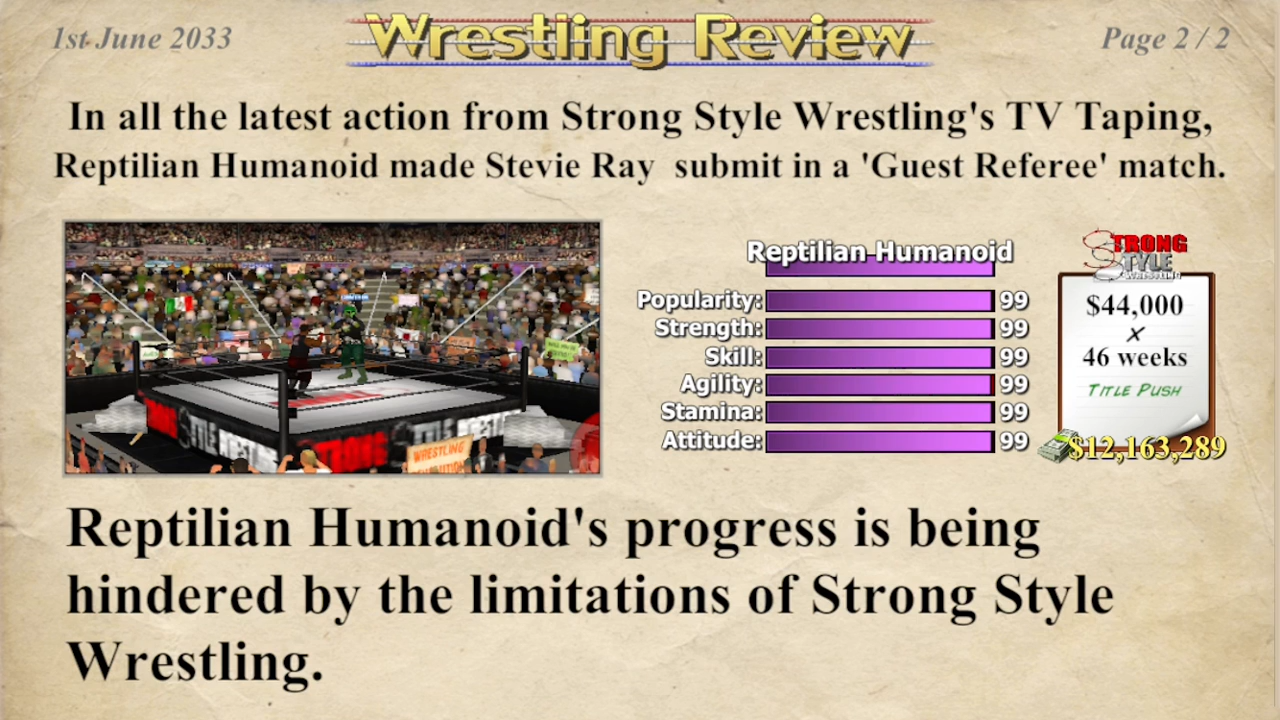 1st June 2033
Wrestling Review
Page 2 / 2
In all the latest action from Strong Style Wrestling's TV Taping,
Reptilian Humanoid made Stevie Ray submit in a 'Guest Referee' match.
Reptilian Humanoid
Popularity: 99
Strength: 99
Skill: 99
Agility: 99
Stamina: 99
Attitude: 99
STRONG
STYLE
WRESTLING
$44,000
x
46 weeks
TITLE PUSH
$12,163,289
WRESTLING
Reptilian Humanoid's progress is being
hindered by the limitations of Strong Style
Wrestling.